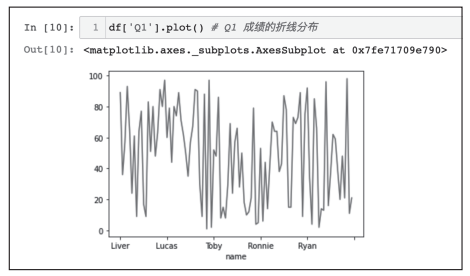 In [10]: 1 df['Q1'].plot() # Q1 成绩的折线分布
Out[10]: <matplotlib.axes._subplots.AxesSubplot at 0x7fe71709e790>
100
80
60
40
20
0
Liver Lucas Toby Ronnie Ryan
name